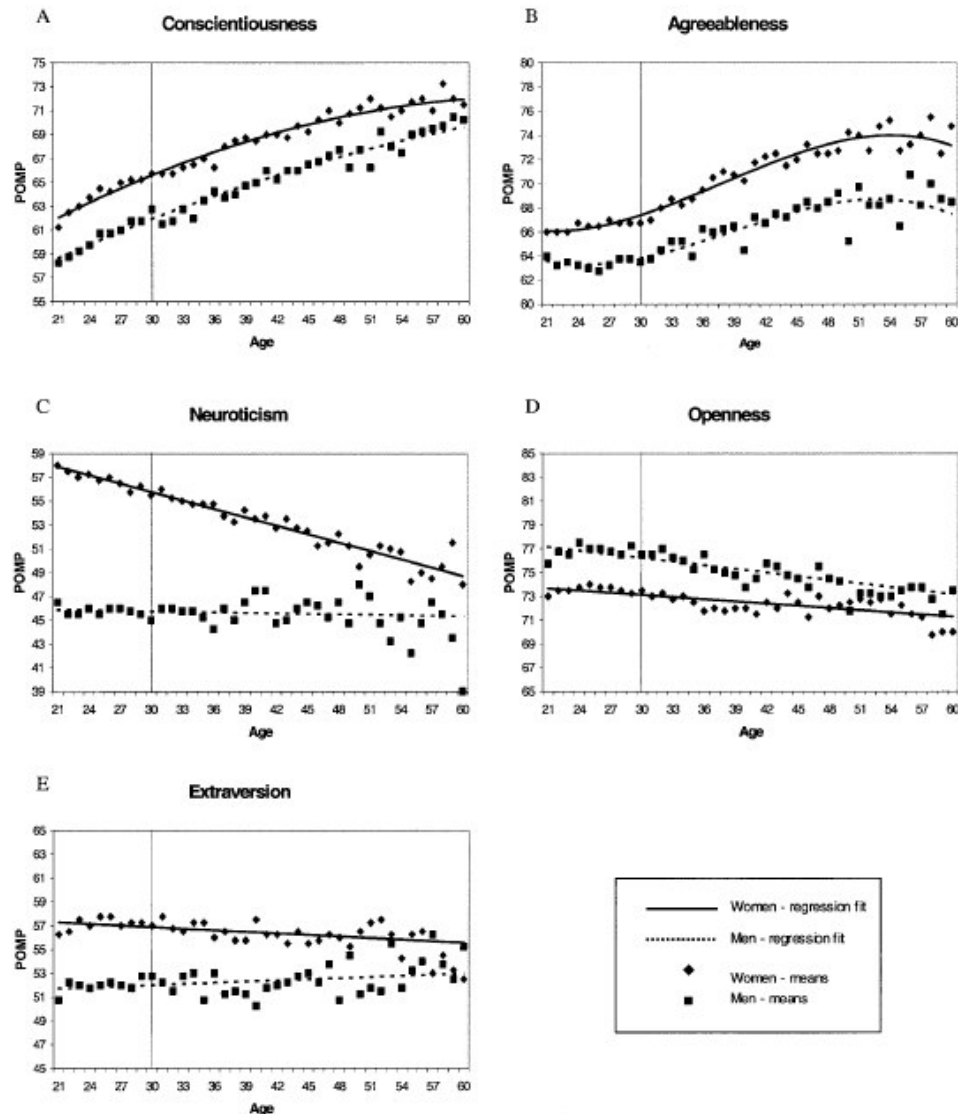 A
Conscientiousness
75
73
71
69
67
65
63
61
59
57
55
POMP
21 24 27 30 33 36 39 42 45 48 51 54 57 60
Age
B
Agreeableness
80
78
76
74
72
70
68
66
64
62
60
POMP
21 24 27 30 33 36 39 42 45 48 51 54 57 60
Age
C
Neuroticism
59
57
55
53
51
49
47
45
43
41
39
POMP
21 24 27 30 33 36 39 42 45 48 51 54 57 60
Age
D
Openness
85
83
81
79
77
75
73
71
69
67
65
POMP
21 24 27 30 33 36 39 42 45 48 51 54 57 60
Age
E
Extraversion
65
63
61
59
57
55
53
51
49
47
45
POMP
21 24 27 30 33 36 39 42 45 48 51 54 57 60
Age
Women - regression fit
Men - regression fit
Women - means
Men - means